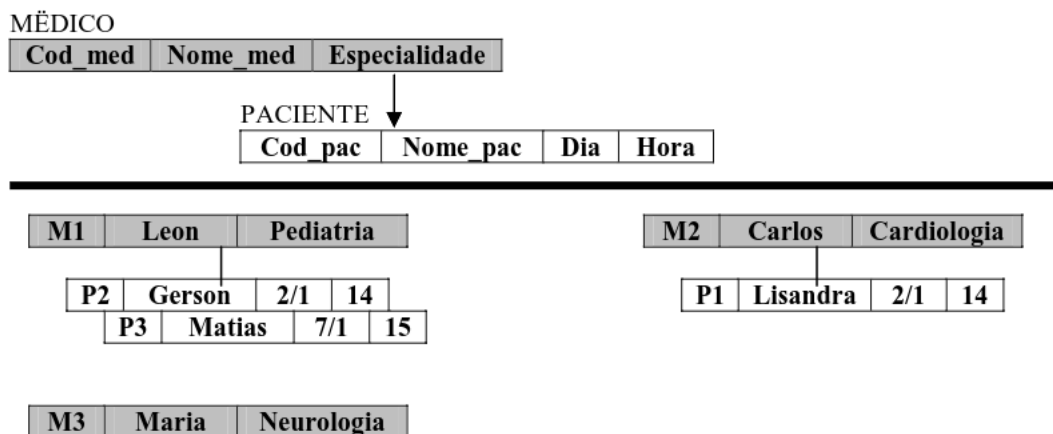 MËDICO
Cod_med Nome_med Especialidade
PACIENTE
Cod_pac Nome_pac Dia Hora
M1 Leon Pediatria
P2 Gerson 2/1 14
P3 Matias 7/1 15
M2 Carlos Cardiologia
P1 Lisandra 2/1 14
M3 Maria Neurologia